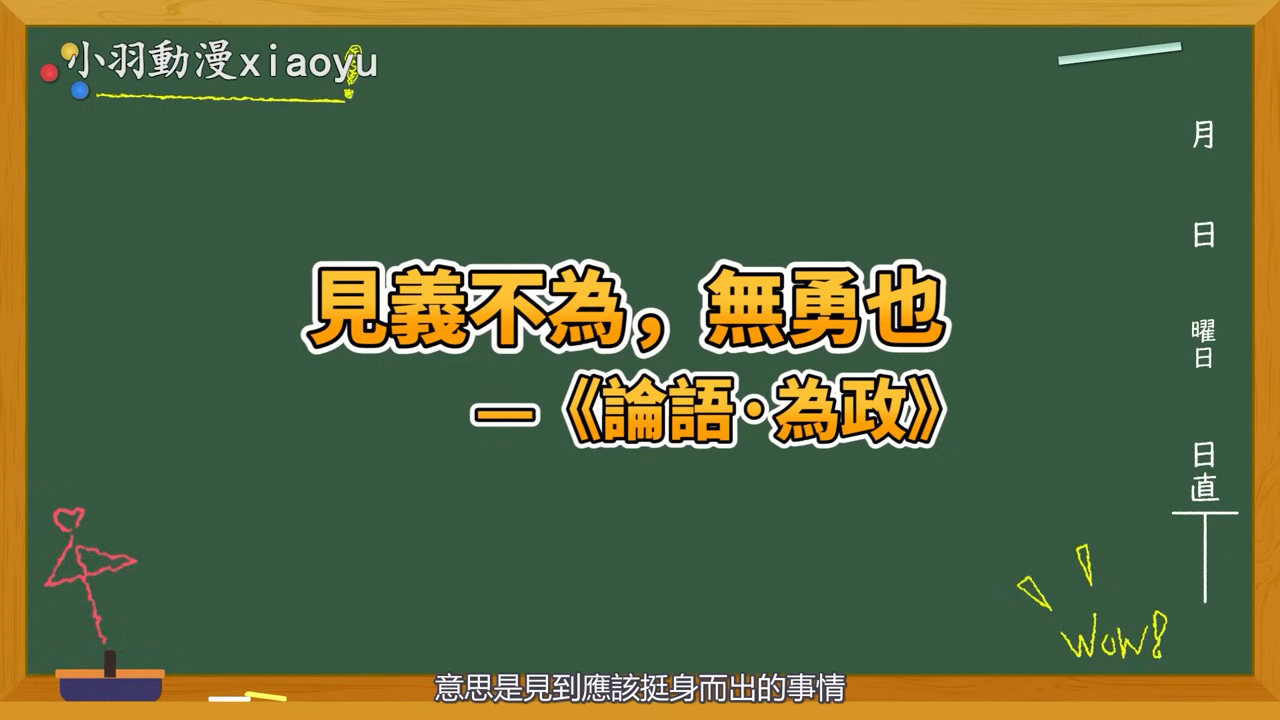 小羽動漫xiaoyu
見義不為，無勇也
—《論語·為政》
月
日
曜日
日直
WOW!
意思是見到應該挺身而出的事情